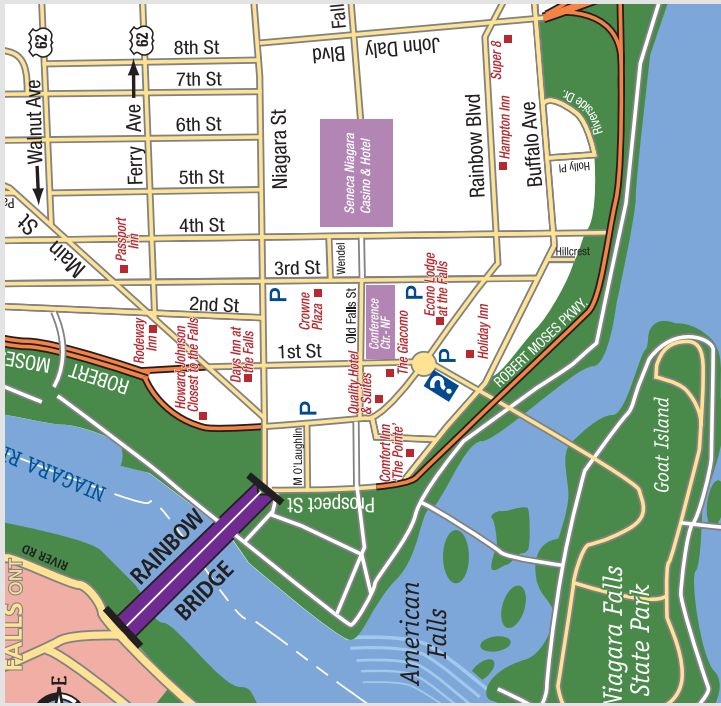 62
62
8th St
7th St
6th St
5th St
4th St
3rd St
2nd St
1st St
Walnut Ave
Ferry Ave
Niagara St
Fall
John Daly
Blvd
Rainbow Blvd
Buffalo Ave
Riverside Dr.
Holly Pl
Hillcrest
Super 8
Hampton Inn
Seneca Niagara
Casino & Hotel
Main St
Pa
Passport
Inn
Wendel
Old Falls St
P
Crowne
Plaza
Conference
Ctr. - NF
P
Econo Lodge
at the Falls
Rodeway
Inn
Howard Johnson
Closest to the Falls
Days Inn at
the Falls
Quality Hotel
& Suites
The Giacomo
P
Holiday Inn
P
?
Comfort Inn
'The Pointe'
ROBERT MOSES PKWY.
ROBERT MOSE
M O'Laughlin
Prospect St
NIAGARA RI
RAINBOW
BRIDGE
RIVER RD
FALLS ONT
E
American
Falls
Goat Island
Niagara Falls
State Park